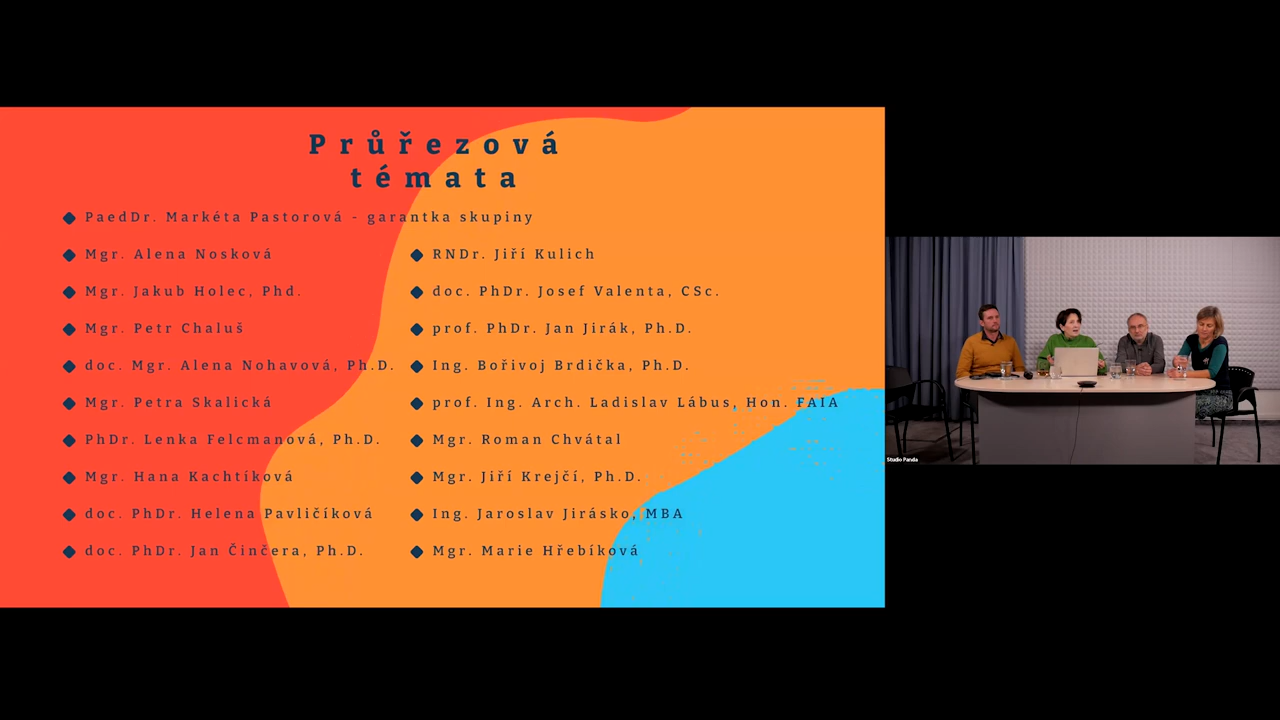 Průřezová
témata
PaedDr. Markéta Pastorová - garantka skupiny
Mgr. Alena Nosková
Mgr. Jakub Holec, Phd.
Mgr. Petr Chaluš
doc. Mgr. Alena Nohavová, Ph.D.
Mgr. Petra Skalická
PhDr. Lenka Felcmanová, Ph.D.
Mgr. Hana Kachtíková
doc. PhDr. Helena Pavličíková
doc. PhDr. Jan Činčera, Ph.D.
RNDr. Jiří Kulich
doc. PhDr. Josef Valenta, CSc.
prof. PhDr. Jan Jirák, Ph.D.
Ing. Bořivoj Brdička, Ph.D.
prof. Ing. Arch. Ladislav Lábus, Hon. FAIA
Mgr. Roman Chvátal
Mgr. Jiří Krejčí, Ph.D.
Ing. Jaroslav Jirásko, MBA
Mgr. Marie Hřebíková
Studio Panda